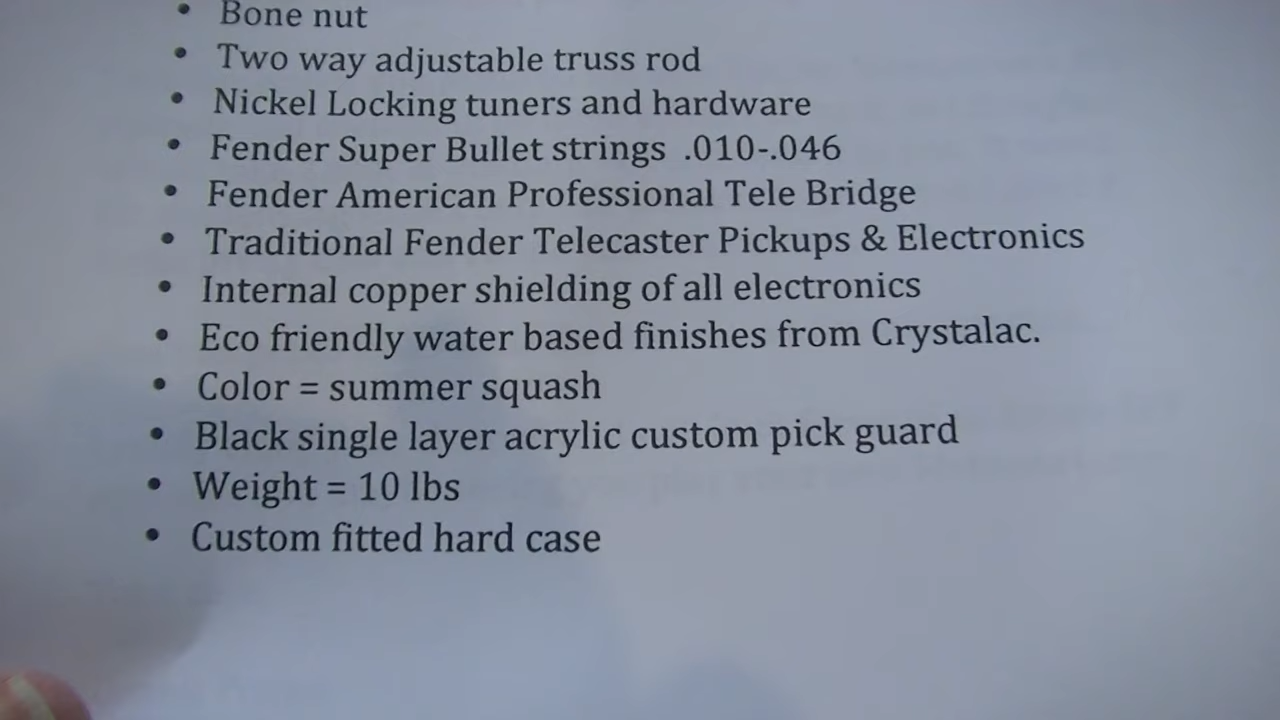 • Bone nut
• Two way adjustable truss rod
• Nickel Locking tuners and hardware
• Fender Super Bullet strings .010-.046
• Fender American Professional Tele Bridge
• Traditional Fender Telecaster Pickups & Electronics
• Internal copper shielding of all electronics
• Eco friendly water based finishes from Crystalac.
• Color = summer squash
• Black single layer acrylic custom pick guard
• Weight = 10 lbs
• Custom fitted hard case